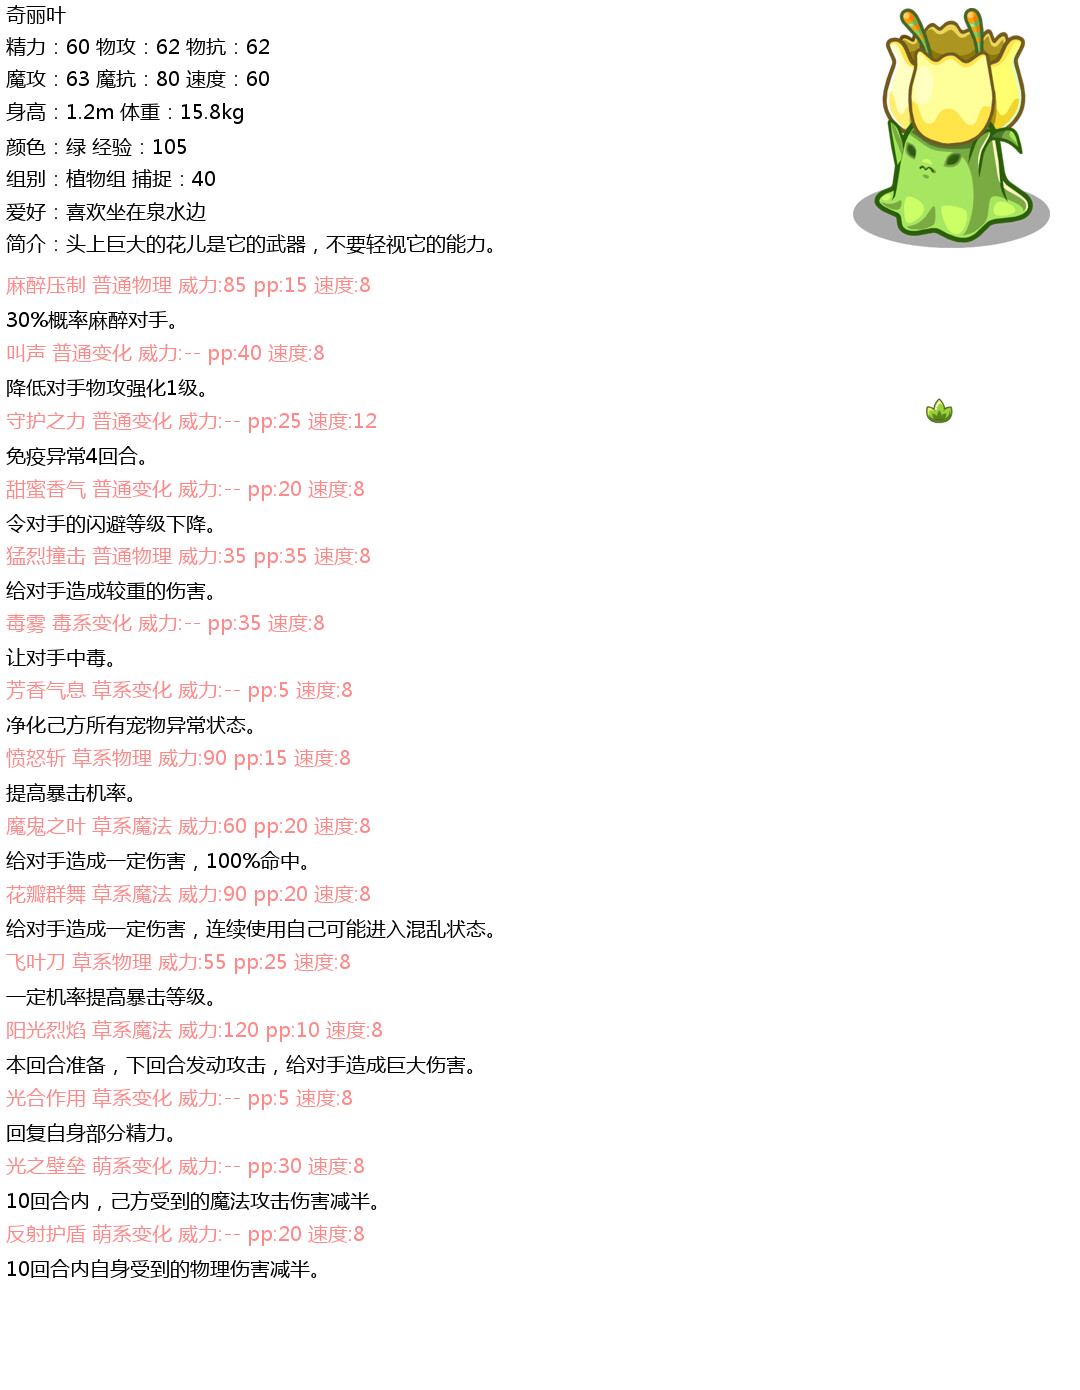 奇丽叶
精力：60 物攻：62 物抗：62
魔攻：63 魔抗：80 速度：60
身高：1.2m 体重：15.8kg
颜色：绿 经验：105
组别：植物组 捕捉：40
爱好：喜欢坐在泉水边
简介：头上巨大的花儿是它的武器，不要轻视它的能力。
麻醉压制 普通物理 威力:85 pp:15 速度:8
30%概率麻醉对手。
叫声 普通变化 威力:-- pp:40 速度:8
降低对手物攻强化1级。
守护之力 普通变化 威力:-- pp:25 速度:12
免疫异常4回合。
甜蜜香气 普通变化 威力:-- pp:20 速度:8
令对手的闪避等级下降。
猛烈撞击 普通物理 威力:35 pp:35 速度:8
给对手造成较重的伤害。
毒雾 毒系变化 威力:-- pp:35 速度:8
让对手中毒。
芳香气息 草系变化 威力:-- pp:5 速度:8
净化己方所有宠物异常状态。
愤怒斩 草系物理 威力:90 pp:15 速度:8
提高暴击机率。
魔鬼之叶 草系魔法 威力:60 pp:20 速度:8
给对手造成一定伤害，100%命中。
花瓣群舞 草系魔法 威力:90 pp:20 速度:8
给对手造成一定伤害，连续使用自己可能进入混乱状态。
飞叶刀 草系物理 威力:55 pp:25 速度:8
一定机率提高暴击等级。
阳光烈焰 草系魔法 威力:120 pp:10 速度:8
本回合准备，下回合发动攻击，给对手造成巨大伤害。
光合作用 草系变化 威力:-- pp:5 速度:8
回复自身部分精力。
光之壁垒 萌系变化 威力:-- pp:30 速度:8
10回合内，己方受到的魔法攻击伤害减半。
反射护盾 萌系变化 威力:-- pp:20 速度:8
10回合内自身受到的物理伤害减半。